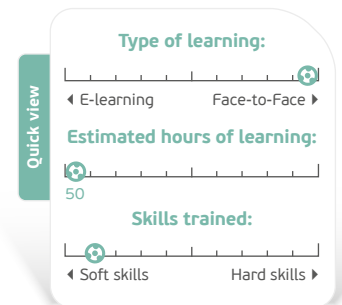 Quick view
Type of learning:
◀ E-learning Face-to-Face ▶
Estimated hours of learning:
50
Skills trained:
◀ Soft skills Hard skills ▶